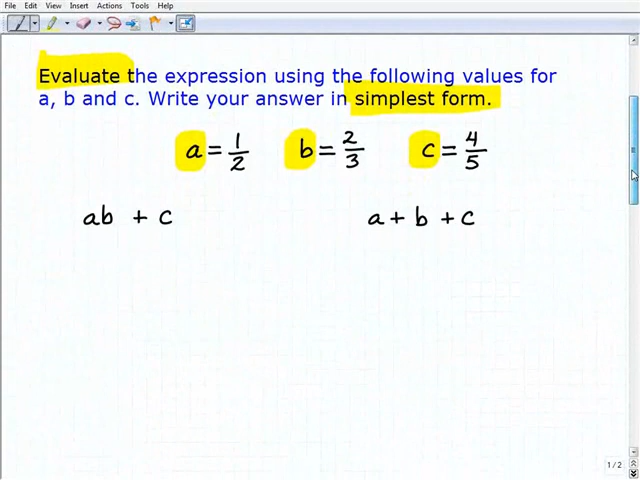 File Edit View Insert Actions Tools Help
Evaluate the expression using the following values for
a, b and c. Write your answer in simplest form.
a = 1/2 b = 2/3 c = 4/5
ab + c a + b + c
1/2